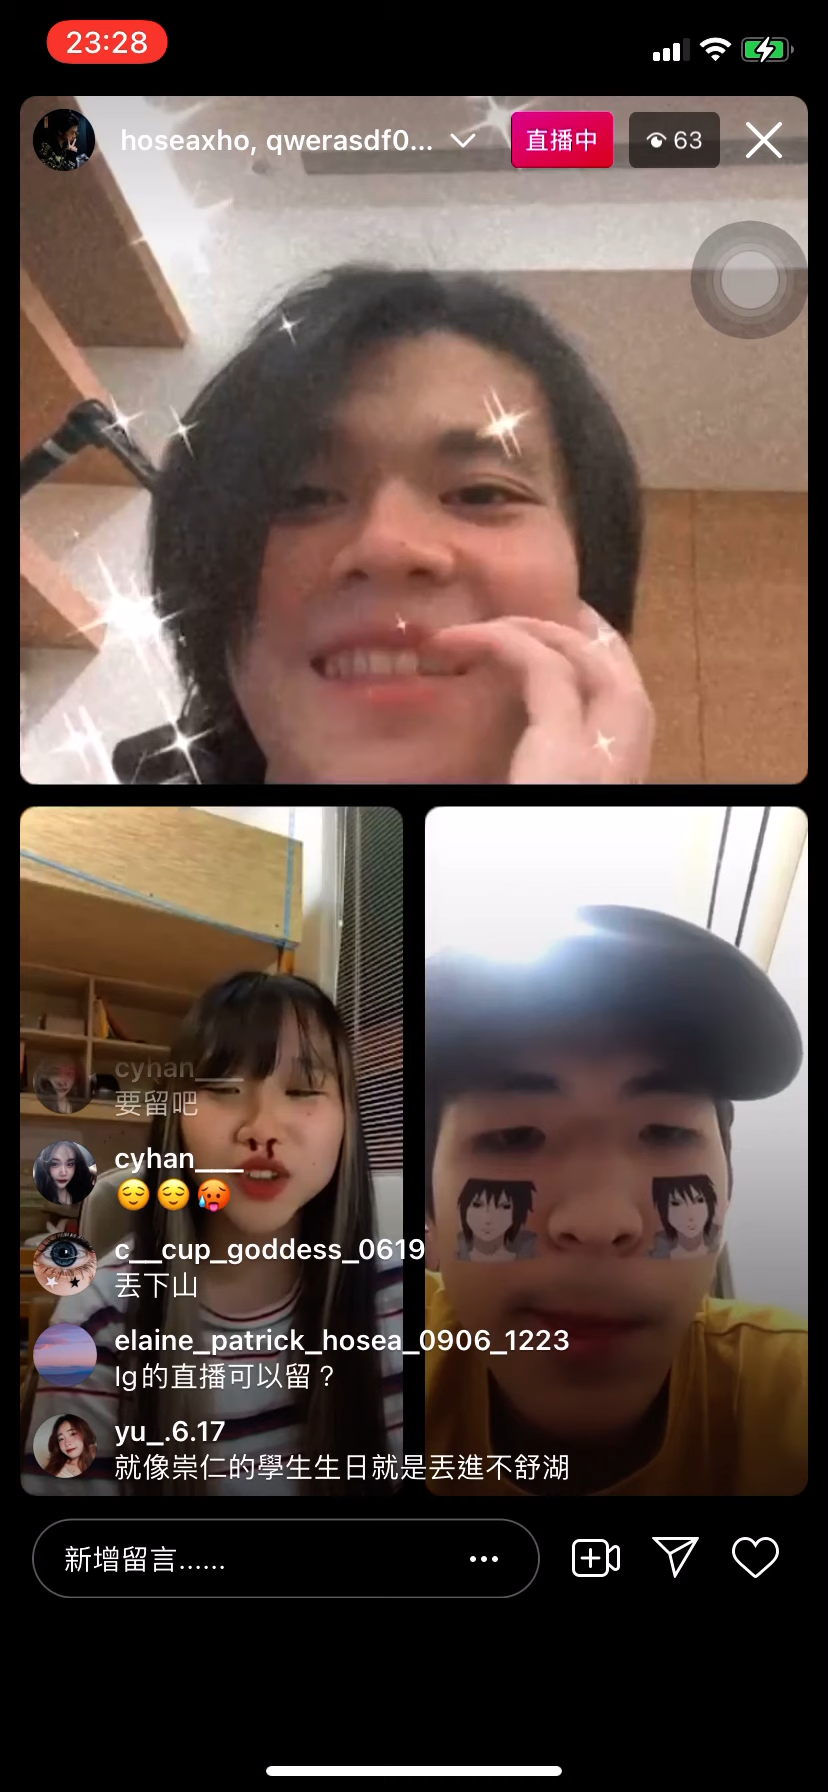 23:28
hoseaxho, qwerasdf0...
直播中
63
cyhan___
要留吧
cyhan___
😌😌🥵
c__cup_goddess_0619
丟下山
elaine_patrick_hosea_0906_1223
Ig的直播可以留？
yu_.6.17
就像崇仁的學生生日就是丟進不舒湖
新增留言......